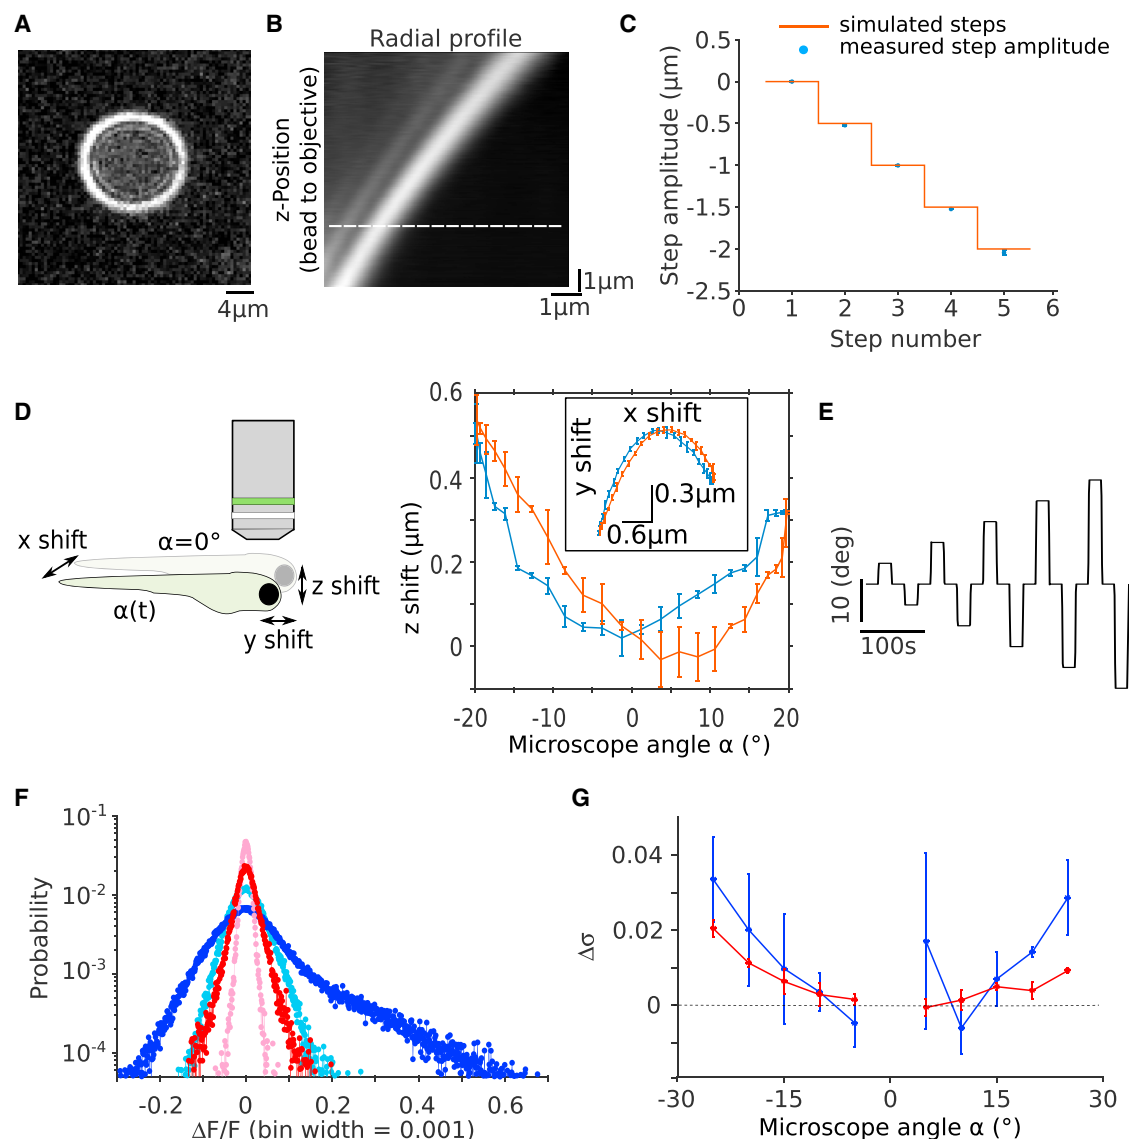 A
4μm
B
Radial profile
z-Position
(bead to objective)
1μm
1μm
C
simulated steps
measured step amplitude
Step amplitude (μm)
0.5
0
-0.5
-1
-1.5
-2
-2.5
0 1 2 3 4 5 6
Step number
D
x shift
α=0°
α(t)
z shift
y shift
z shift (μm)
0.6
0.4
0.2
0
x shift
y shift
0.3μm
0.6μm
-20 -10 0 10 20
Microscope angle α (°)
E
10 (deg)
100s
F
Probability
10-1
10-2
10-3
10-4
-0.2 0 0.2 0.4 0.6
ΔF/F (bin width = 0.001)
G
Δσ
0.04
0.02
0
-30 -15 0 15 30
Microscope angle α (°)